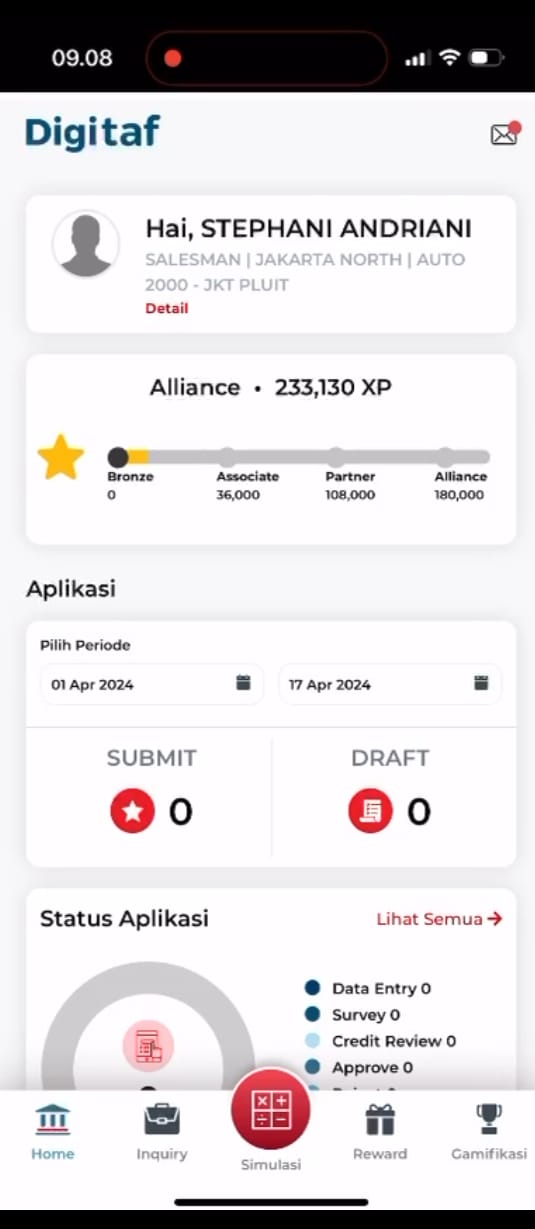 09.08
Digitaf
Hai, STEPHANI ANDRIANI
SALESMAN | JAKARTA NORTH | AUTO
2000 - JKT PLUIT
Detail
Alliance • 233,130 XP
Bronze Associate Partner Alliance
0 36,000 108,000 180,000
Aplikasi
Pilih Periode
01 Apr 2024 17 Apr 2024
SUBMIT DRAFT
0 0
Status Aplikasi Lihat Semua →
Data Entry 0
Survey 0
Credit Review 0
Approve 0
Home Inquiry Simulasi Reward Gamifikasi